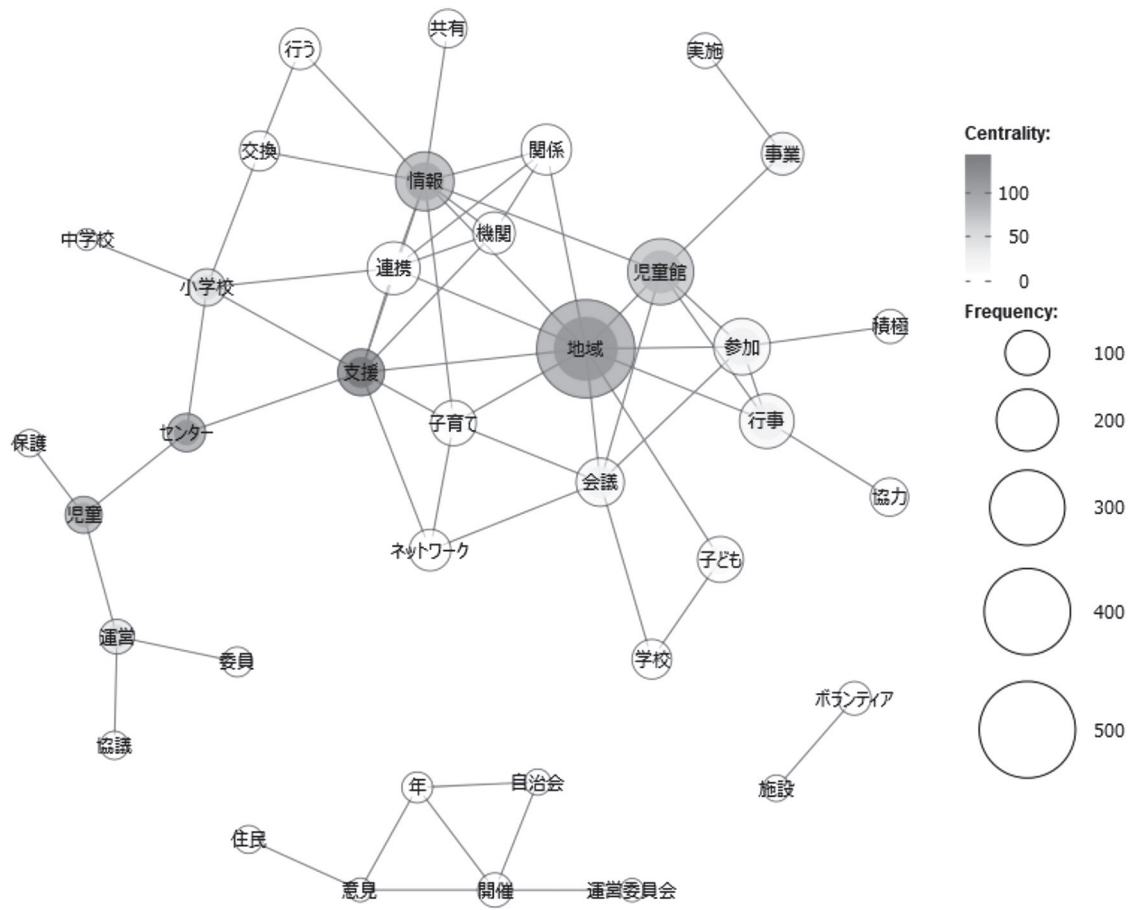 共有
行う
実施
関係
交換
事業
情報
機関
中学校
連携
児童館
小学校
積極
地域
参加
支援
行事
子育て
センター
保護
会議
協力
児童
ネットワーク
子ども
運営
委員
学校
ボランティア
協議
年
自治会
施設
住民
意見
開催
運営委員会
Centrality:
100
50
0
Frequency:
100
200
300
400
500